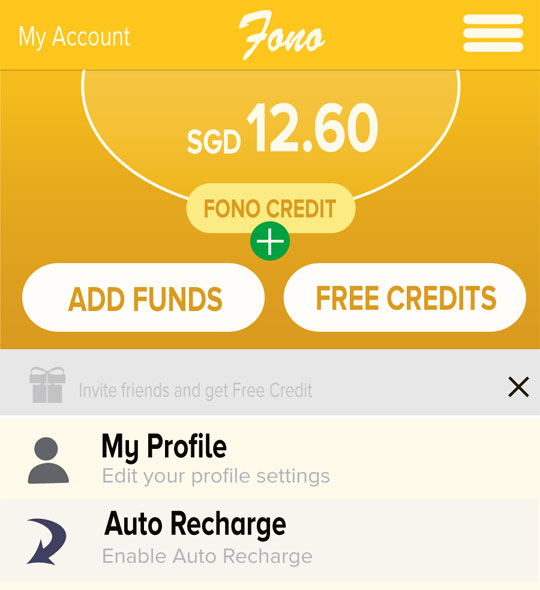 My Account
Fono
SGD 12.60
FONO CREDIT
ADD FUNDS
FREE CREDITS
Invite friends and get Free Credit
My Profile
Edit your profile settings
Auto Recharge
Enable Auto Recharge